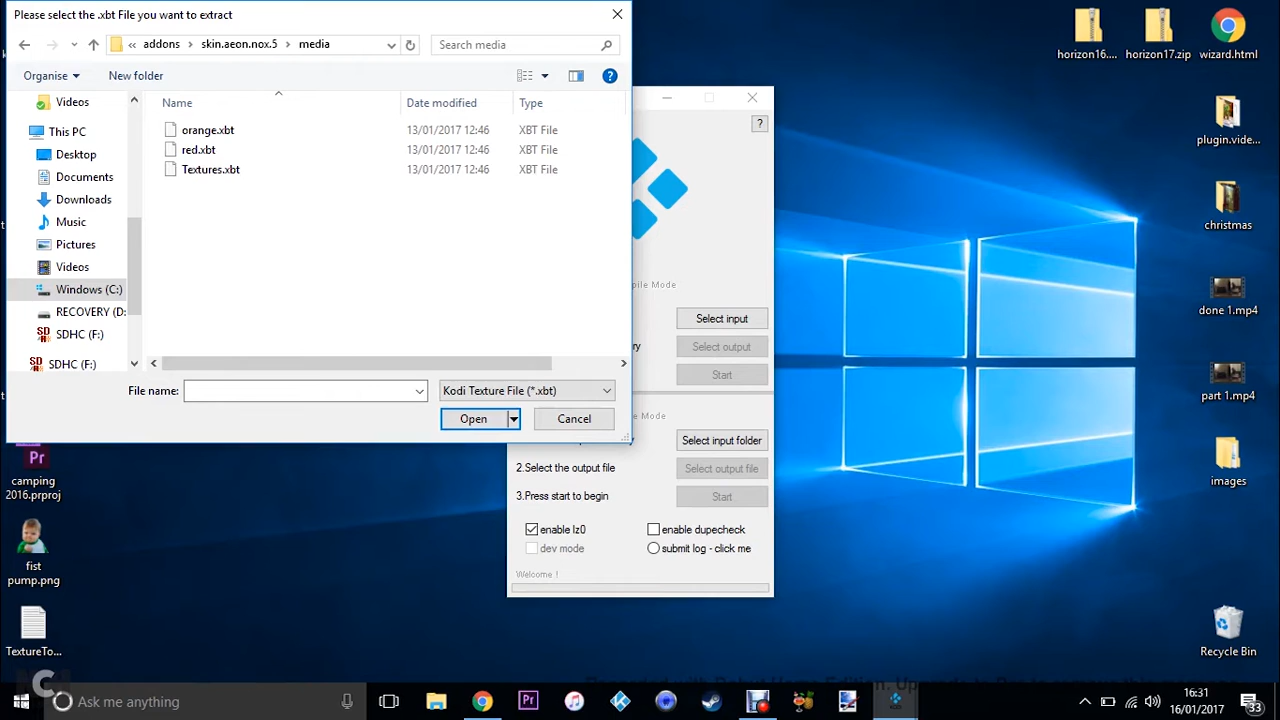 Please select the .xbt File you want to extract
« addons › skin.aeon.nox.5 › media
Search media
Organise
New folder
?
Name
Date modified
Type
orange.xbt
13/01/2017 12:46
XBT File
red.xbt
13/01/2017 12:46
XBT File
Textures.xbt
13/01/2017 12:46
XBT File
Videos
This PC
Desktop
Documents
Downloads
Music
Pictures
Videos
Windows (C:)
RECOVERY (D:
SDHC (F:)
SDHC (F:)
File name:
Kodi Texture File (*.xbt)
Open
Cancel
?
pile Mode
Select input
ry
Select output
Start
e Mode
Select input folder
2.Select the output file
Select output file
3.Press start to begin
Start
enable lz0
enable dupecheck
dev mode
submit log - click me
Welcome !
horizon16....
horizon17.zip
wizard.html
plugin.vide...
christmas
done 1.mp4
part 1.mp4
images
Recycle Bin
Pr
camping
2016.prproj
fist
pump.png
TextureTo...
Ask me anything
Pr
16:31
16/01/2017
33